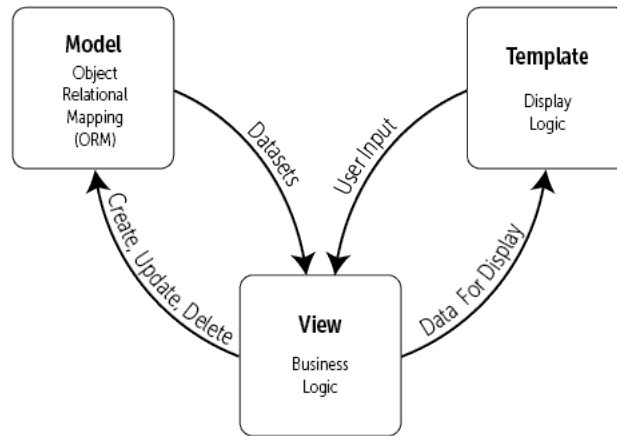 Model
Object
Relational
Mapping
(ORM)
Template
Display
Logic
Datasets
User Input
Create, Update, Delete
Data For Display
View
Business
Logic